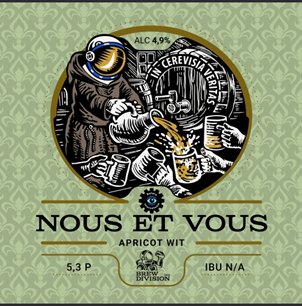 ALC 4,9%
IN CEREVISIA VERITAS
NOUS ET VOUS
APRICOT WIT
5,3 P
BREW
DIVISION
IBU N/A